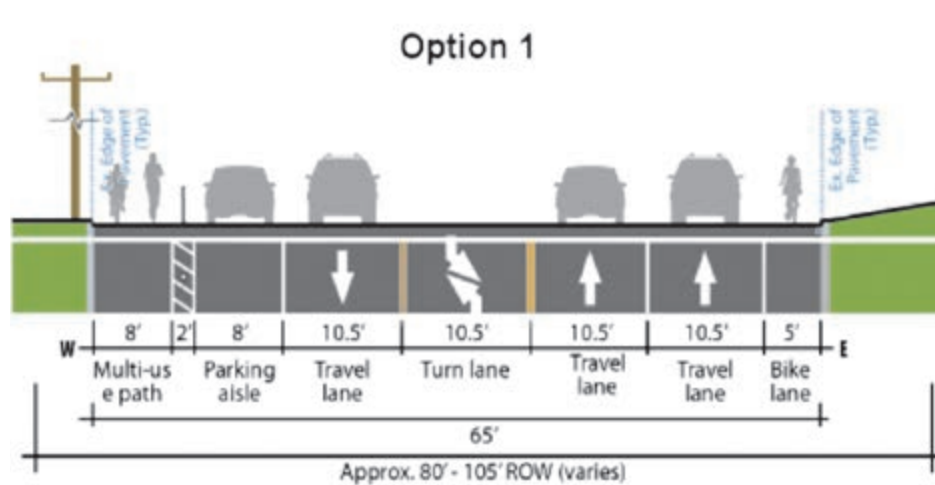 Option 1
Ex. Edge of
Pavement
(Typ.)
Ex. Edge of
Pavement
(Typ.)
8' 2' 8' 10.5' 10.5' 10.5' 10.5' 5'
W E
Multi-us
e path
Parking
aisle
Travel
lane
Turn lane
Travel
lane
Travel
lane
Bike
lane
65'
Approx. 80' - 105' ROW (varies)